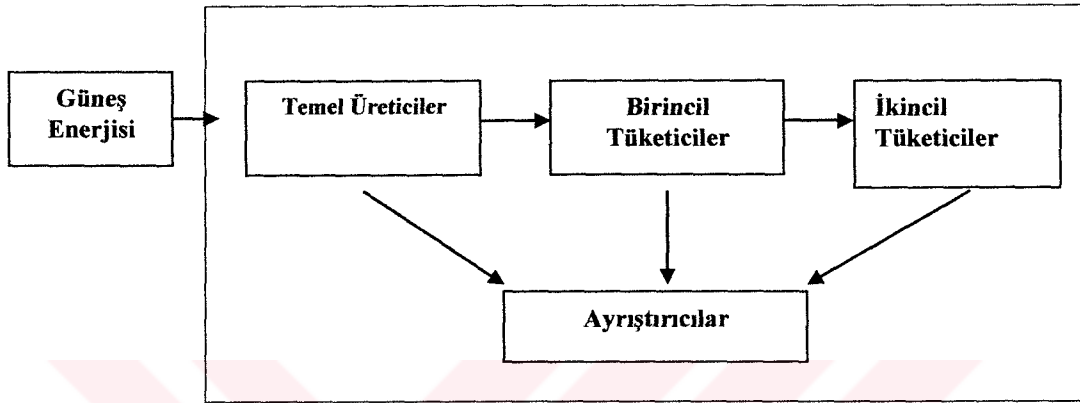 Güneş
Enerjisi
Temel Üreticiler
Birincil
Tüketiciler
İkincil
Tüketiciler
Ayrıştırıcılar